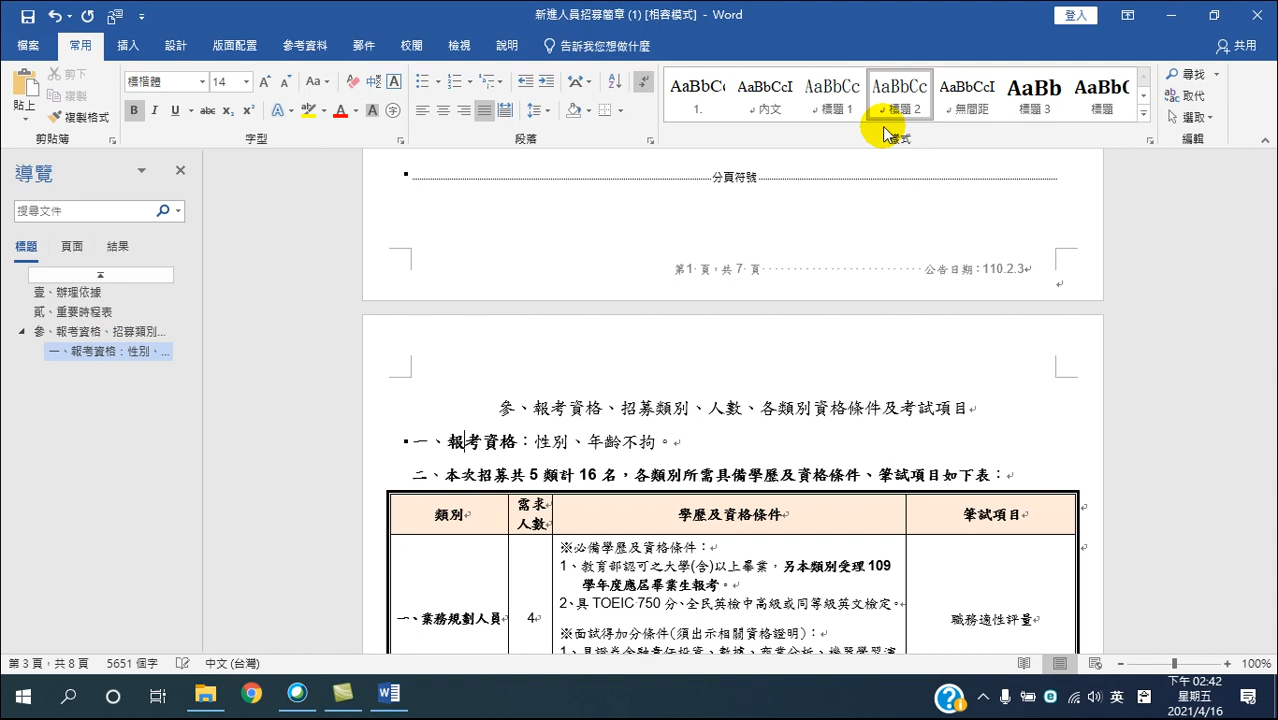 新進人員招募簡章 (1) [相容模式] - Word
登入
檔案 常用 插入 設計 版面配置 參考資料 郵件 校閱 檢視 說明 告訴我您想做什麼 共用
剪下
複製
貼上 複製格式
剪貼簿
標楷體 14
字型
段落
AaBbCc AaBbCcI AaBbCc AaBbCc AaBbCcI AaBb AaBbC
1. 內文 標題 1 標題 2 無間距 標題 3 標題
樣式
尋找
取代
選取
編輯
導覽
搜尋文件
標題 頁面 結果
壹、辦理依據
貳、重要時程表
參、報考資格、招募類別...
一、報考資格：性別、...
分頁符號
第1 頁，共 7 頁 公告日期：110.2.3
參、報考資格、招募類別、人數、各類別資格條件及考試項目
一、報考資格：性別、年齡不拘。
二、本次招募共 5 類計 16 名，各類別所需具備學歷及資格條件、筆試項目如下表：
類別 需求人數 學歷及資格條件 筆試項目
※必備學歷及資格條件：
1、教育部認可之大學(含)以上畢業，另本類別受理 109
學年度應屆畢業生報考。
2、具 TOEIC 750 分、全民英檢中高級或同等級英文檢定。
一、業務規劃人員 4 職務適性評量
※面試得加分條件(須出示相關資格證明)：
第 3 頁，共 8 頁 5651 個字 中文 (台灣) 100%
下午 02:42
英 星期五
2021/4/16